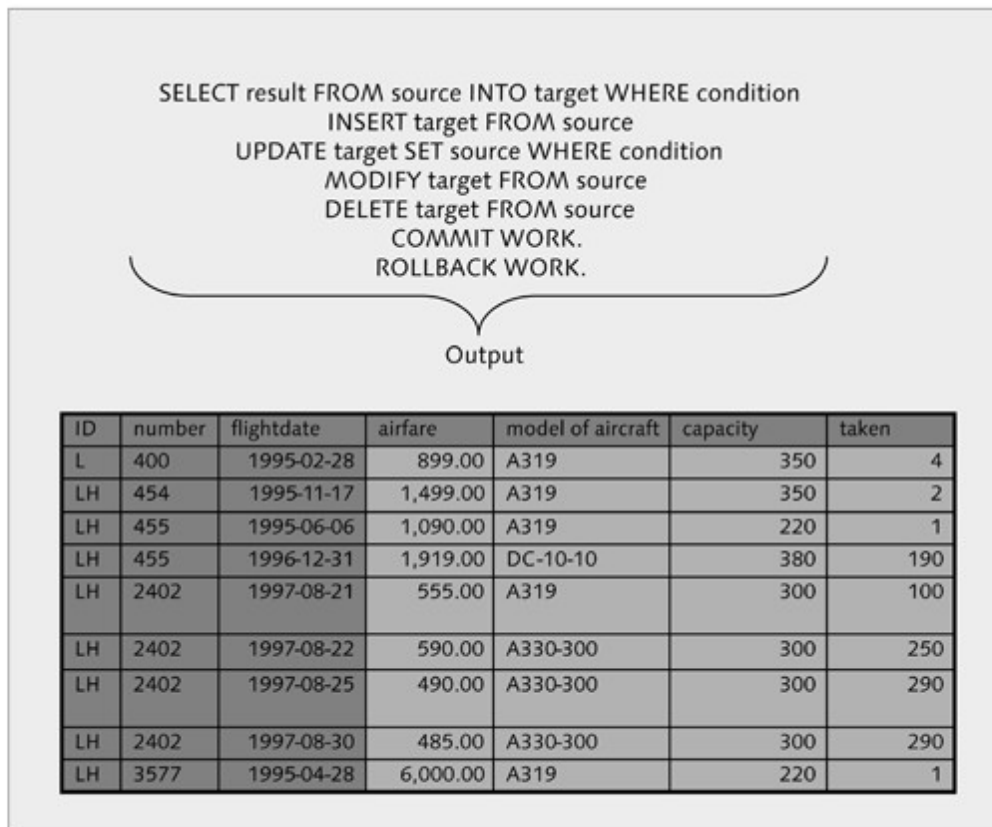 SELECT result FROM source INTO target WHERE condition
INSERT target FROM source
UPDATE target SET source WHERE condition
MODIFY target FROM source
DELETE target FROM source
COMMIT WORK.
ROLLBACK WORK.
Output
ID number flightdate airfare model of aircraft capacity taken
L 400 1995-02-28 899.00 A319 350 4
LH 454 1995-11-17 1,499.00 A319 350 2
LH 455 1995-06-06 1,090.00 A319 220 1
LH 455 1996-12-31 1,919.00 DC-10-10 380 190
LH 2402 1997-08-21 555.00 A319 300 100
LH 2402 1997-08-22 590.00 A330-300 300 250
LH 2402 1997-08-25 490.00 A330-300 300 290
LH 2402 1997-08-30 485.00 A330-300 300 290
LH 3577 1995-04-28 6,000.00 A319 220 1